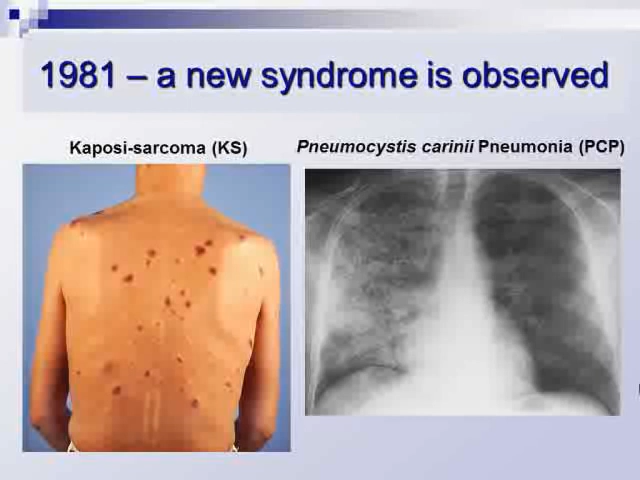 1981 – a new syndrome is observed
Kaposi-sarcoma (KS)
Pneumocystis carinii Pneumonia (PCP)